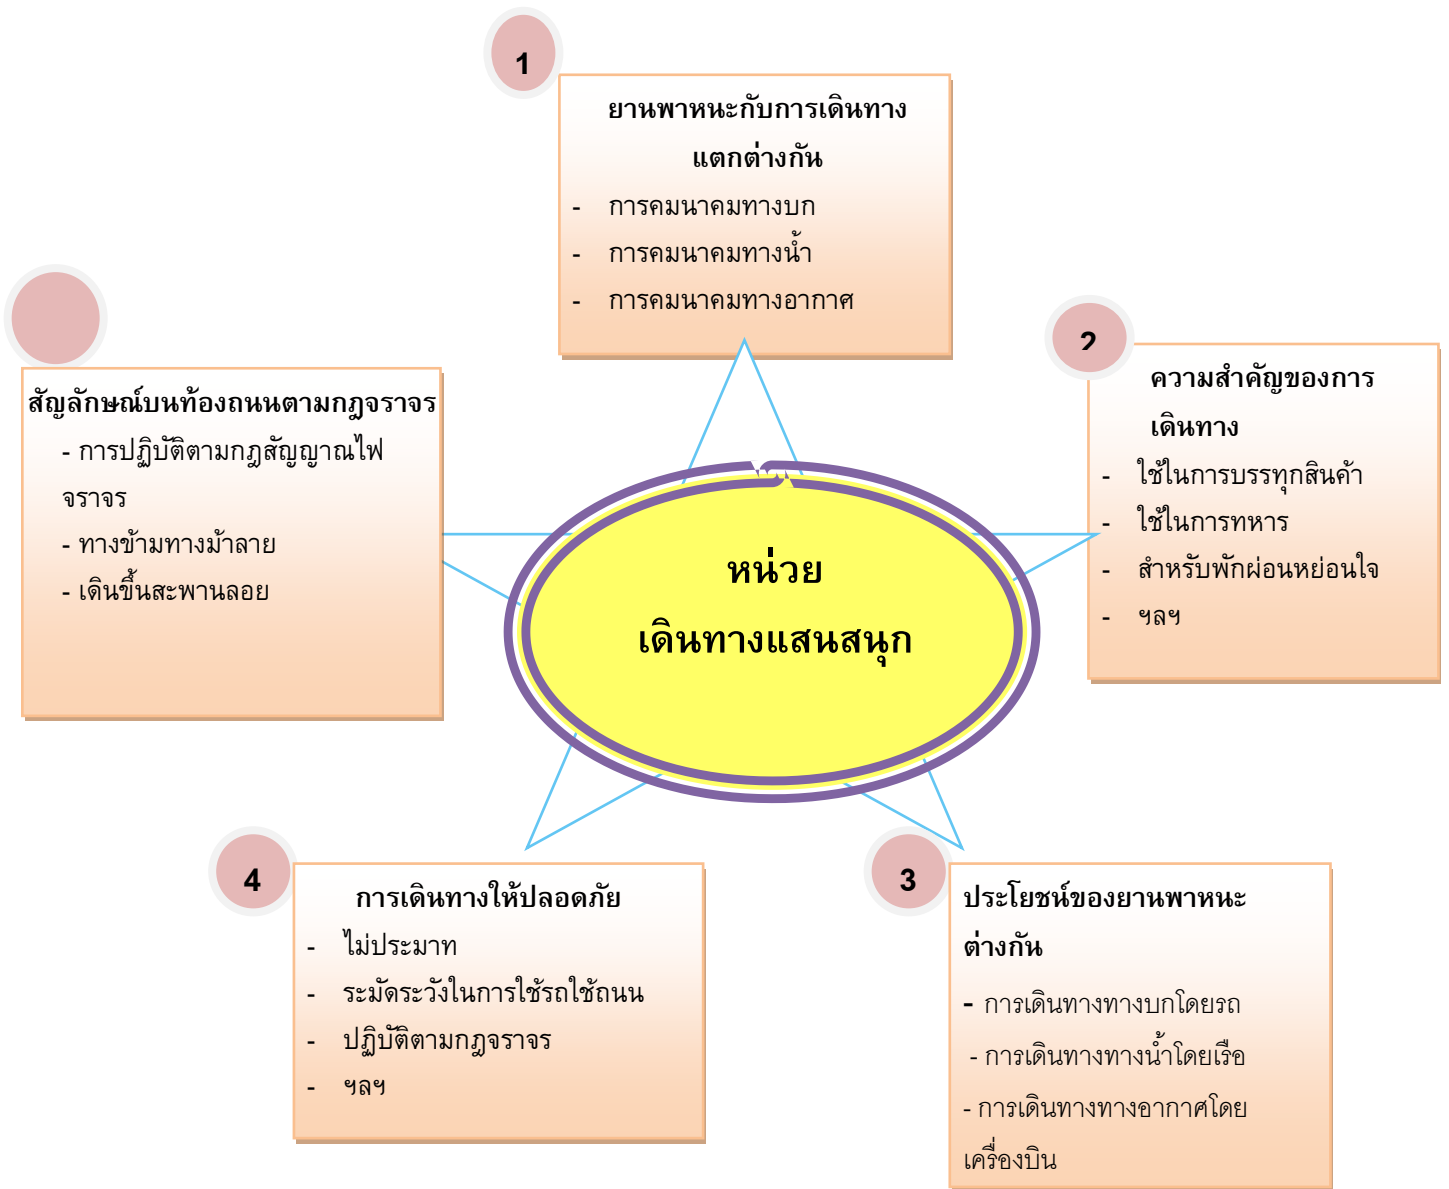 1
ยานพาหนะกับการเดินทาง
แตกต่างกัน
- การคมนาคมทางบก
- การคมนาคมทางน้ำ
- การคมนาคมทางอากาศ
2
ความสำคัญของการ
เดินทาง
- ใช้ในการบรรทุกสินค้า
- ใช้ในการทหาร
- สำหรับพักผ่อนหย่อนใจ
- ฯลฯ
สัญลักษณ์บนท้องถนนตามกฎจราจร
- การปฏิบัติตามกฎสัญญาณไฟ
จราจร
- ทางข้ามทางม้าลาย
- เดินขึ้นสะพานลอย
หน่วย
เดินทางแสนสนุก
3
ประโยชน์ของยานพาหนะ
ต่างกัน
- การเดินทางทางบกโดยรถ
- การเดินทางทางน้ำโดยเรือ
- การเดินทางทางอากาศโดย
เครื่องบิน
4
การเดินทางให้ปลอดภัย
- ไม่ประมาท
- ระมัดระวังในการใช้รถใช้ถนน
- ปฏิบัติตามกฎจราจร
- ฯลฯ